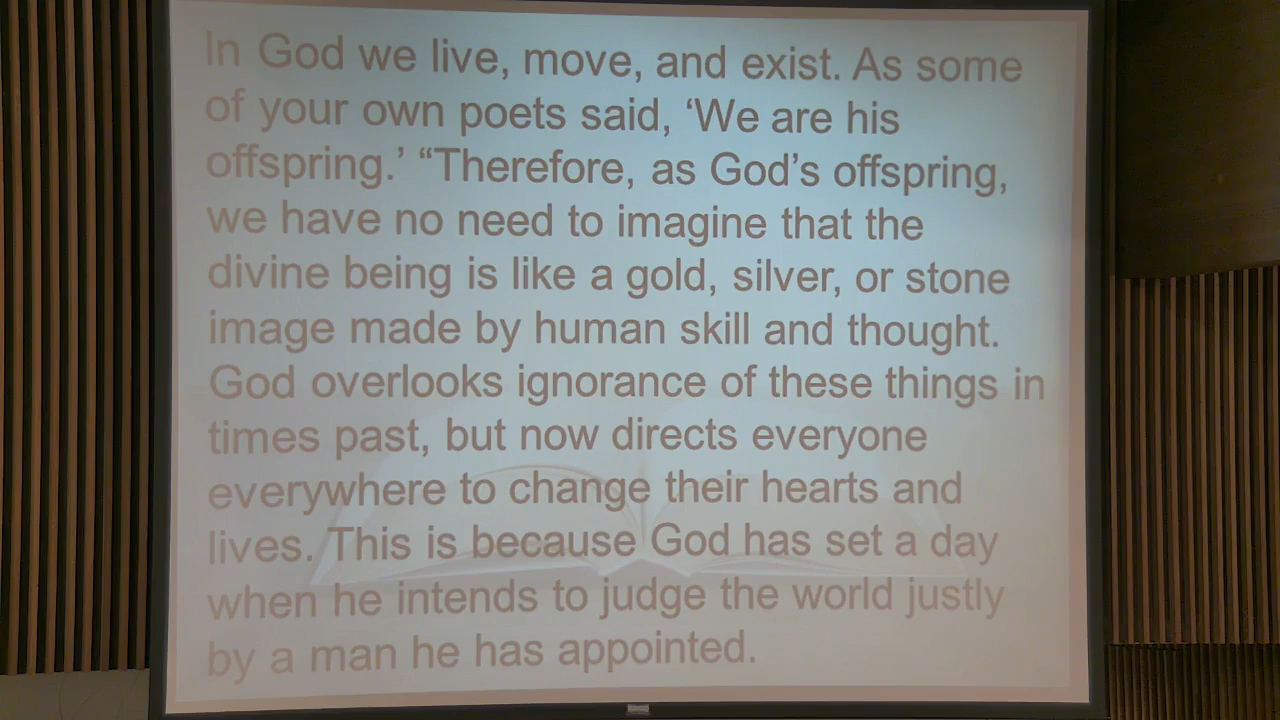 In God we live, move, and exist. As some
of your own poets said, ‘We are his
offspring.’ “Therefore, as God’s offspring,
we have no need to imagine that the
divine being is like a gold, silver, or stone
image made by human skill and thought.
God overlooks ignorance of these things in
times past, but now directs everyone
everywhere to change their hearts and
lives. This is because God has set a day
when he intends to judge the world justly
by a man he has appointed.